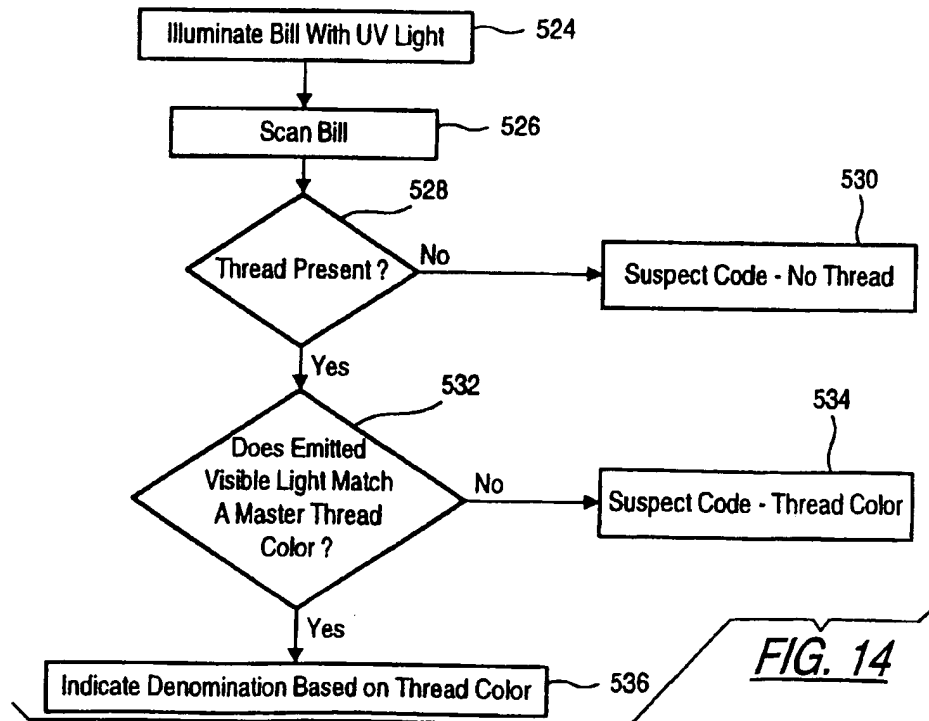 Illuminate Bill With UV Light
524
Scan Bill
526
528
Thread Present ?
No
530
Suspect Code - No Thread
Yes
532
Does Emitted
Visible Light Match
A Master Thread
Color ?
No
534
Suspect Code - Thread Color
Yes
Indicate Denomination Based on Thread Color
536
FIG. 14